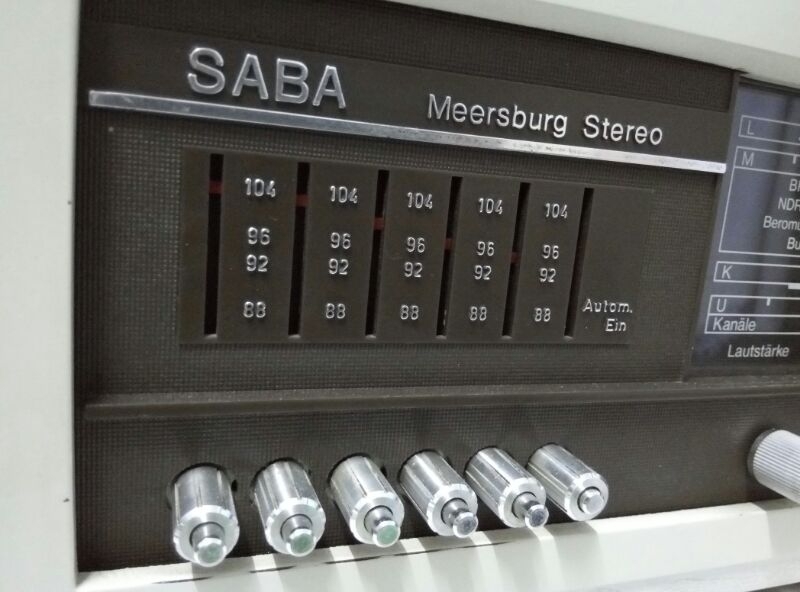 SABA
Meersburg Stereo
104 104 104 104 104
96 96 96 96 96
92 92 92 92 92
88 88 88 88 88
Autom.
Ein
L
M
NDR
K
U
Kanäle
Lautstärke